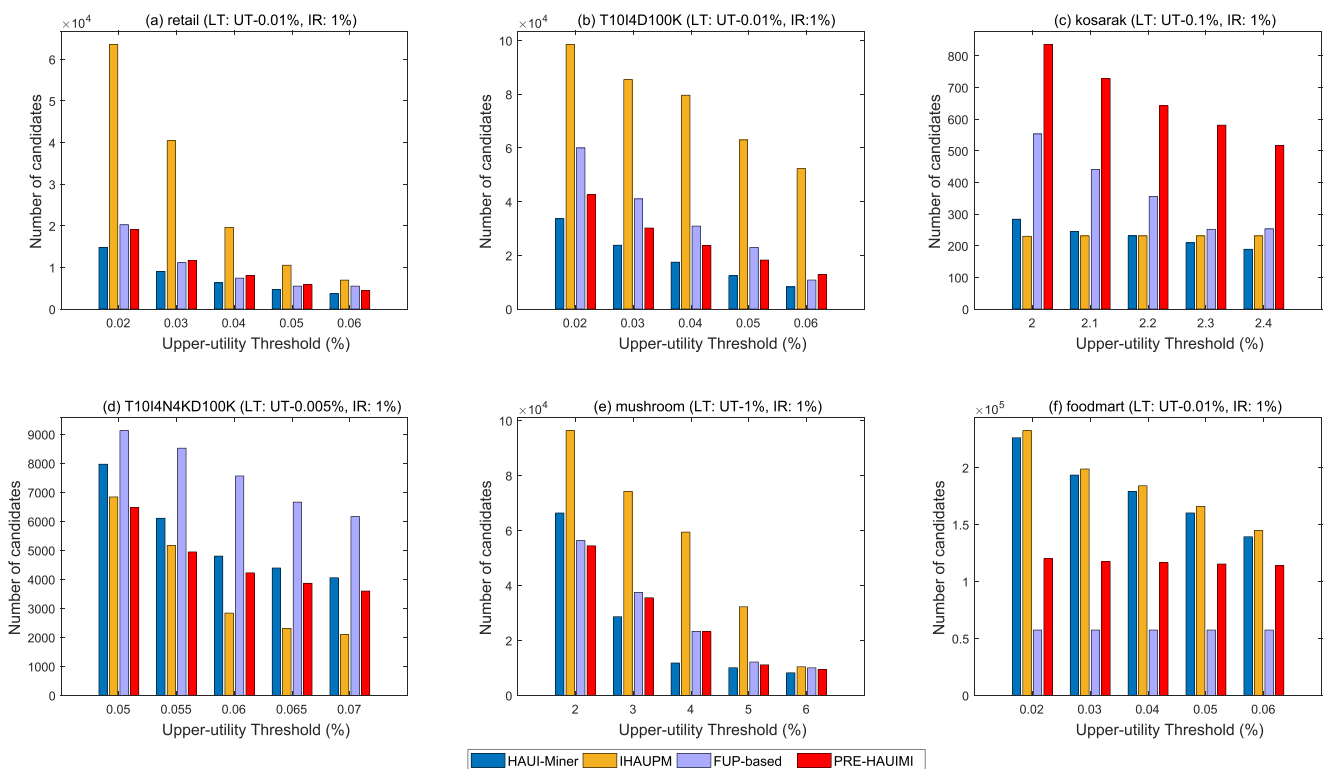 (a) retail (LT: UT-0.01%, IR: 1%)
×10⁴
Number of candidates
6
5
4
3
2
1
0
0.02 0.03 0.04 0.05 0.06
Upper-utility Threshold (%)
(b) T10I4D100K (LT: UT-0.01%, IR:1%)
×10⁴
Number of candidates
10
8
6
4
2
0
0.02 0.03 0.04 0.05 0.06
Upper-utility Threshold (%)
(c) kosarak (LT: UT-0.1%, IR: 1%)
Number of candidates
800
700
600
500
400
300
200
100
0
2 2.1 2.2 2.3 2.4
Upper-utility Threshold (%)
(d) T10I4N4KD100K (LT: UT-0.005%, IR: 1%)
Number of candidates
9000
8000
7000
6000
5000
4000
3000
2000
1000
0
0.05 0.055 0.06 0.065 0.07
Upper-utility Threshold (%)
(e) mushroom (LT: UT-1%, IR: 1%)
×10⁴
Number of candidates
10
8
6
4
2
0
2 3 4 5 6
Upper-utility Threshold (%)
(f) foodmart (LT: UT-0.01%, IR: 1%)
×10⁵
Number of candidates
2
1.5
1
0.5
0
0.02 0.03 0.04 0.05 0.06
Upper-utility Threshold (%)
HAUI-Miner IHAUPM FUP-based PRE-HAUIMI